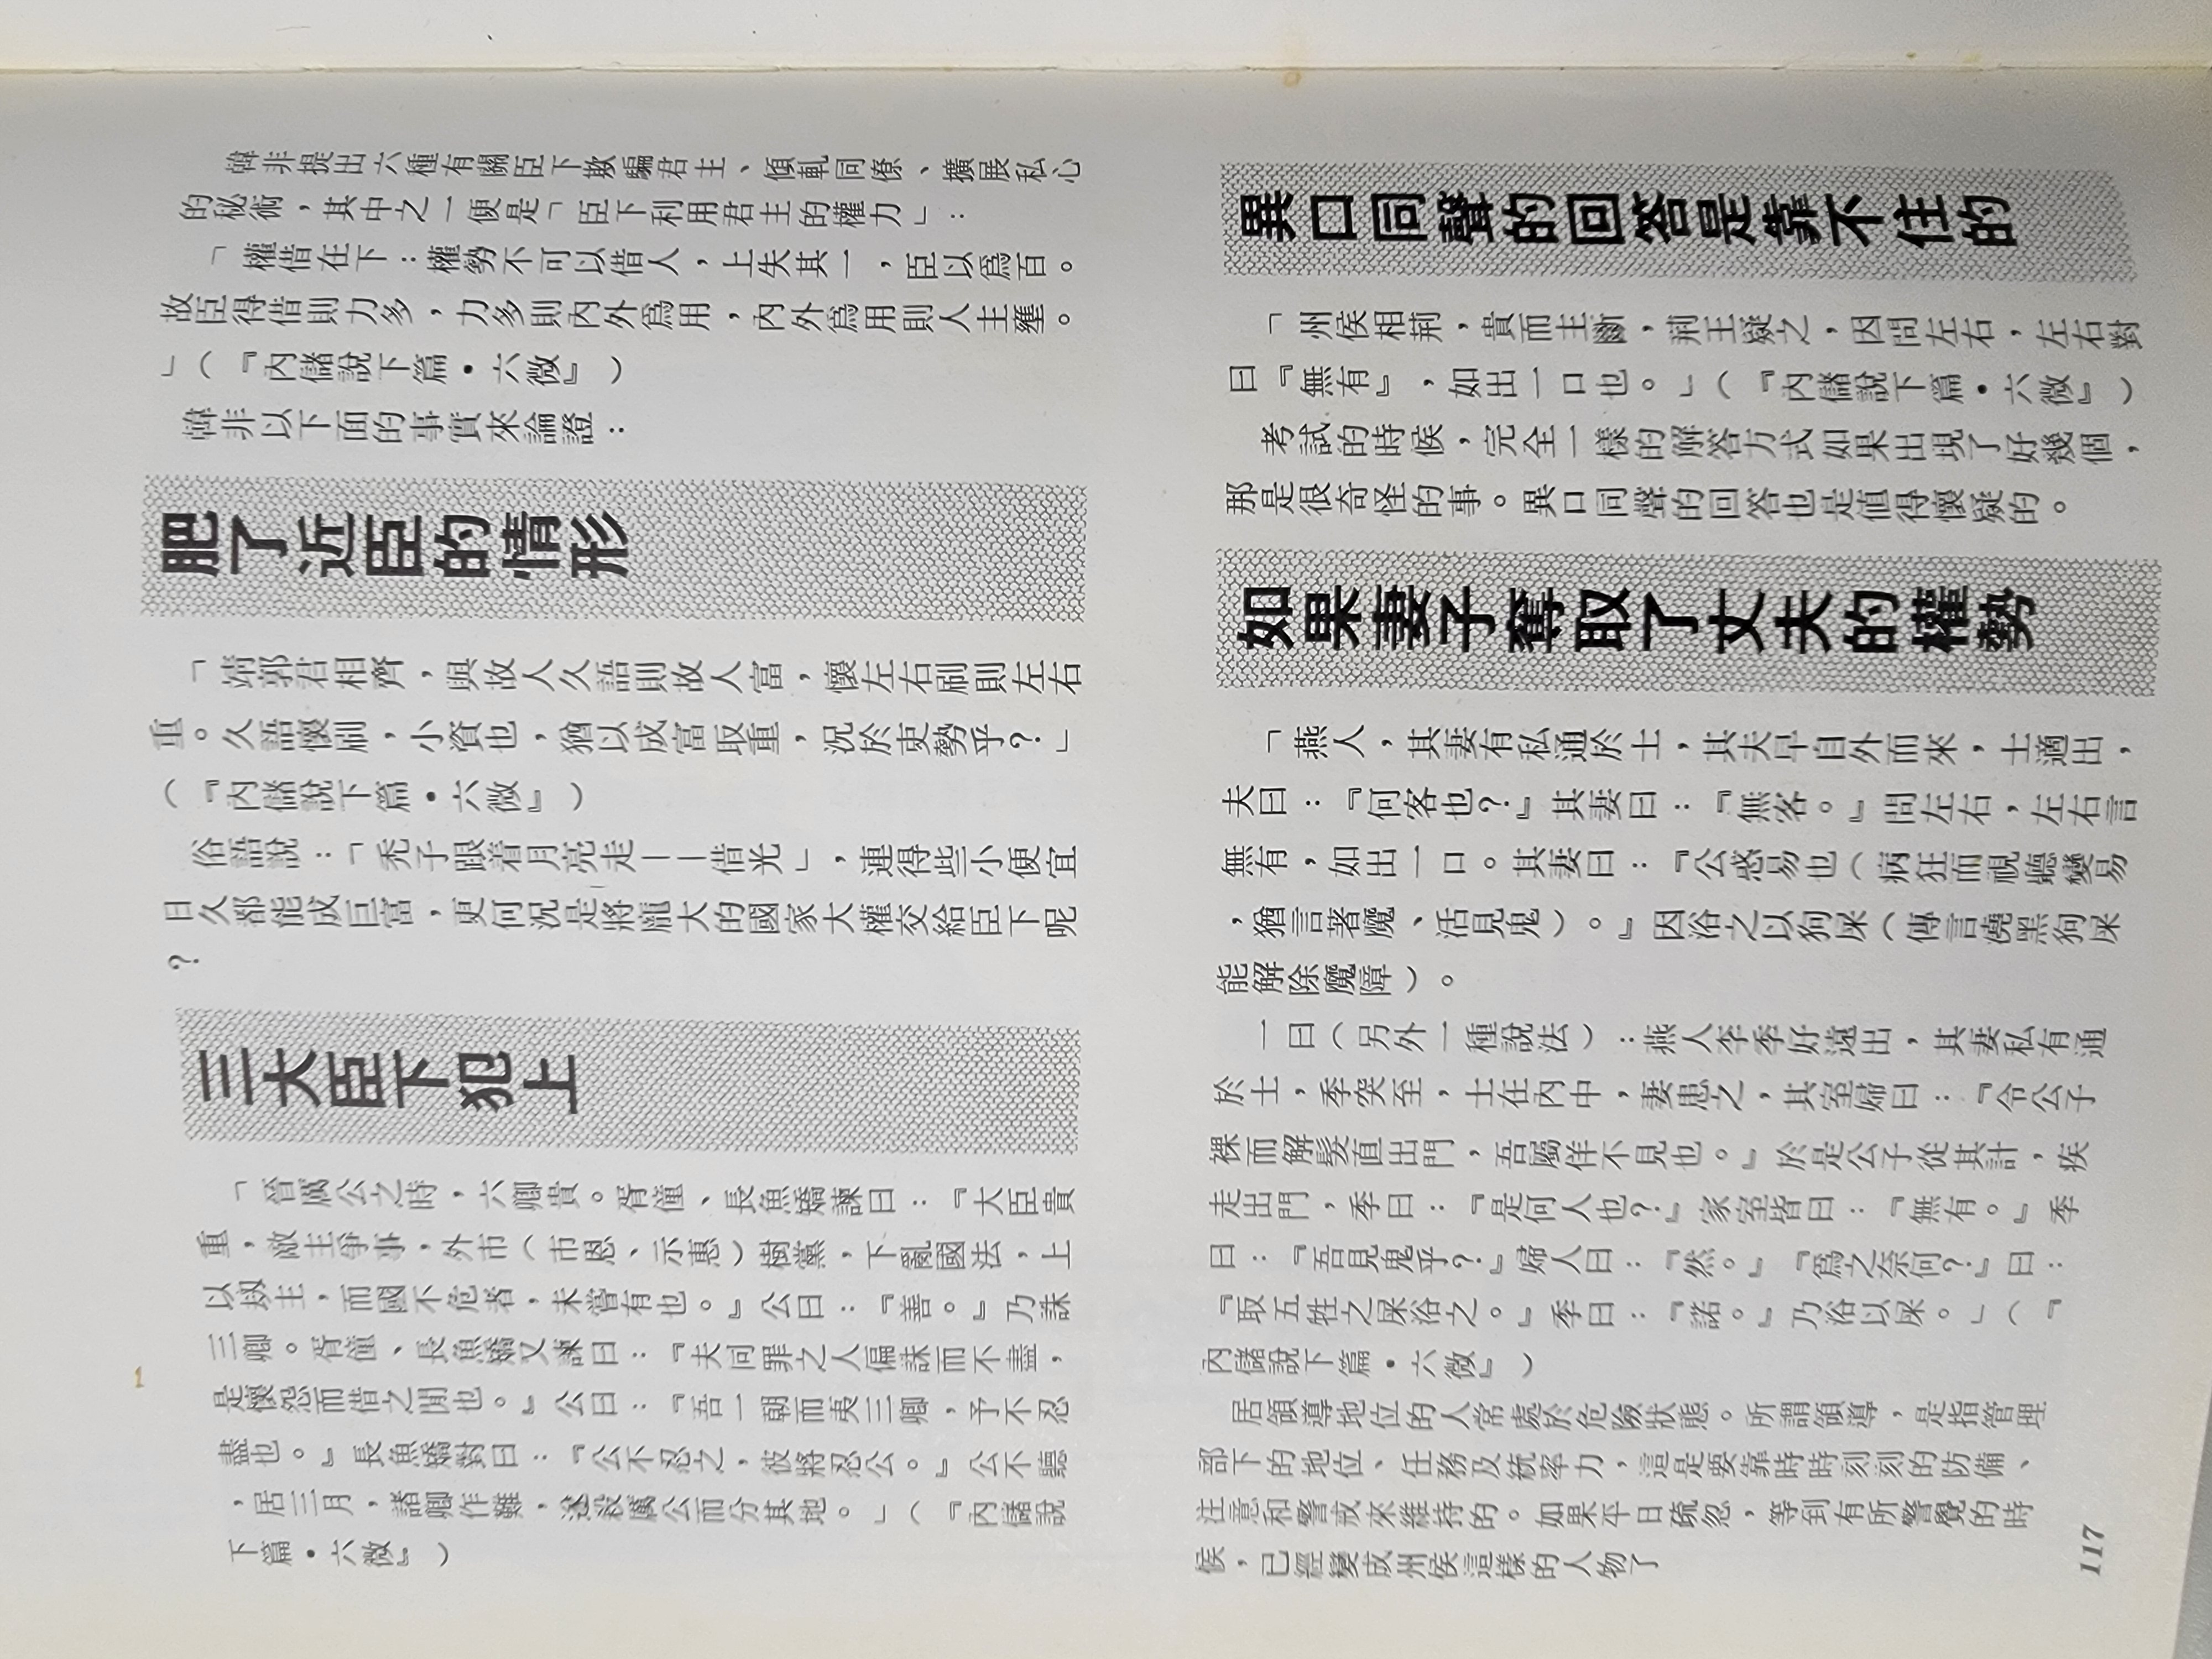 韓非提出六種有關臣下欺騙君主、傾軋同僚、擴展私心
的秘術，其中之一便是「臣下利用君主的權力」：
「權借在下：權勢不可以借人，上失其一，臣以爲百。
故臣得借則力多，力多則內外爲用，內外爲用則人主壅。
」（『內儲說下篇・六微』）
韓非以下面的事實來論證：
肥了近臣的情形
「靖郭君相齊，與故人久語則故人富，懷左右刷則左右
重。久語懷刷，小資也，猶以成富取重，況於吏勢乎？」
（『內儲說下篇・六微』）
俗語說：「禿子跟着月亮走——借光」，連得些小便宜
日久都能成巨富，更何況是將龐大的國家大權交給臣下呢
？
三大臣下犯上
「晉厲公之時，六卿貴。胥僮、長魚矯諫曰：『大臣貴
重，敵主爭事，外市（市恩、示惠）樹黨，下亂國法，上
以刼主，而國不危者，未嘗有也。』公曰：『善。』乃誅
三卿。胥僮、長魚矯又諫曰：『夫同罪之人偏誅而不盡，
是懷怨而借之閒也。』公曰：『吾一朝而夷三卿，予不忍
盡也。』長魚矯對曰：『公不忍之，彼將忍公。』公不聽
，居三月，諸卿作難，遂殺厲公而分其地。」（『內儲說
下篇・六微』）
異口同聲的回答是靠不住的
「州侯相荊，貴而主斷，荊王疑之，因問左右，左右對
曰『無有』，如出一口也。」（『內儲說下篇・六微』）
考試的時候，完全一樣的解答方式如果出現了好幾個，
那是很奇怪的事。異口同聲的回答也是值得懷疑的。
如果妻子奪取了丈夫的權勢
「燕人，其妻有私通於士，其夫早自外而來，士適出，
夫曰：『何客也？』其妻曰：『無客。』問左右，左右言
無有，如出一口。其妻曰：『公惑易也（病狂而視聽變易
，猶言著魔、活見鬼）。』因浴之以狗屎（傳言澆黑狗屎
能解除魔障）。
一曰（另外一種說法）：燕人李季好遠出，其妻私有通
於士，季突至，士在內中，妻患之，其室婦曰：『令公子
裸而解髮直出門，吾屬佯不見也。』於是公子從其計，疾
走出門，季曰：『是何人也？』家室皆曰：『無有。』季
曰：『吾見鬼乎？』婦人曰：『然。』『爲之奈何？』曰：
『取五牲之屎浴之。』季曰：『諾。』乃浴以屎。」（『
內儲說下篇・六微』）
居領導地位的人常處於危險狀態。所謂領導，是指管理
部下的地位、任務及統率力，這是要靠時時刻刻的防備、
注意和警戒來維持的。如果平日疏忽，等到有所警覺的時
候，已經變成州侯這樣的人物了
117